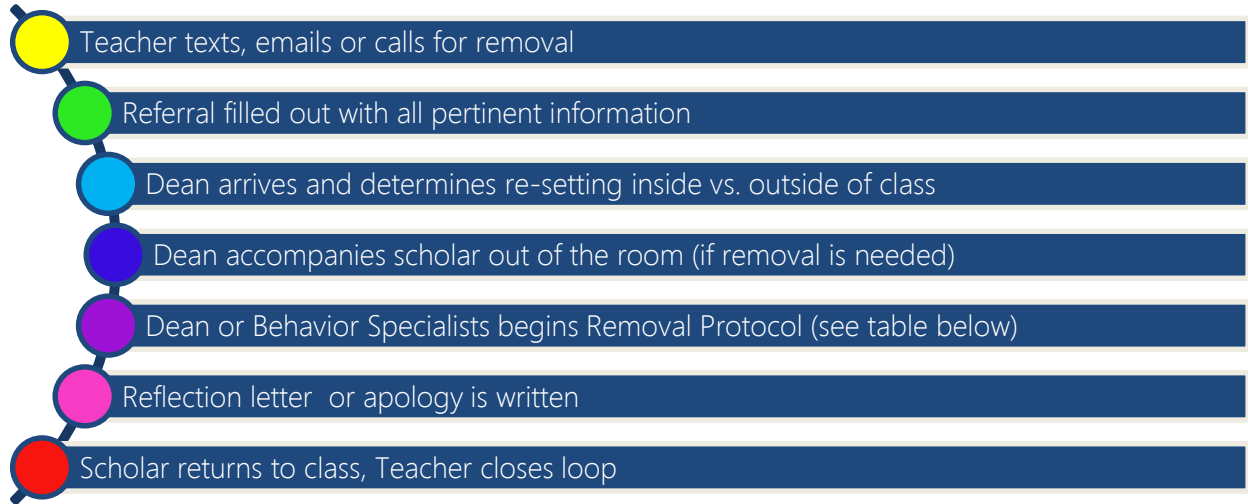 Teacher texts, emails or calls for removal
Referral filled out with all pertinent information
Dean arrives and determines re-setting inside vs. outside of class
Dean accompanies scholar out of the room (if removal is needed)
Dean or Behavior Specialists begins Removal Protocol (see table below)
Reflection letter  or apology is written
Scholar returns to class, Teacher closes loop